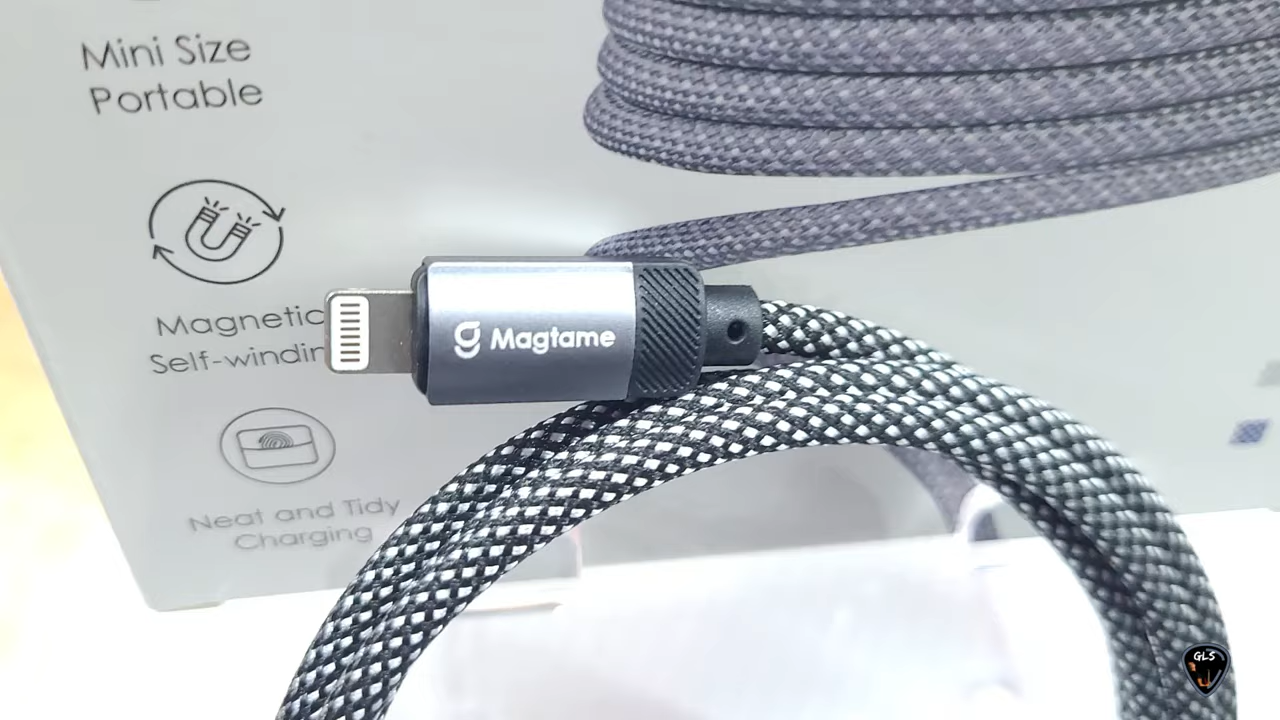 Mini Size
Portable
Magnetic
Self-windin
Magtame
Neat and Tidy
Charging
GLS